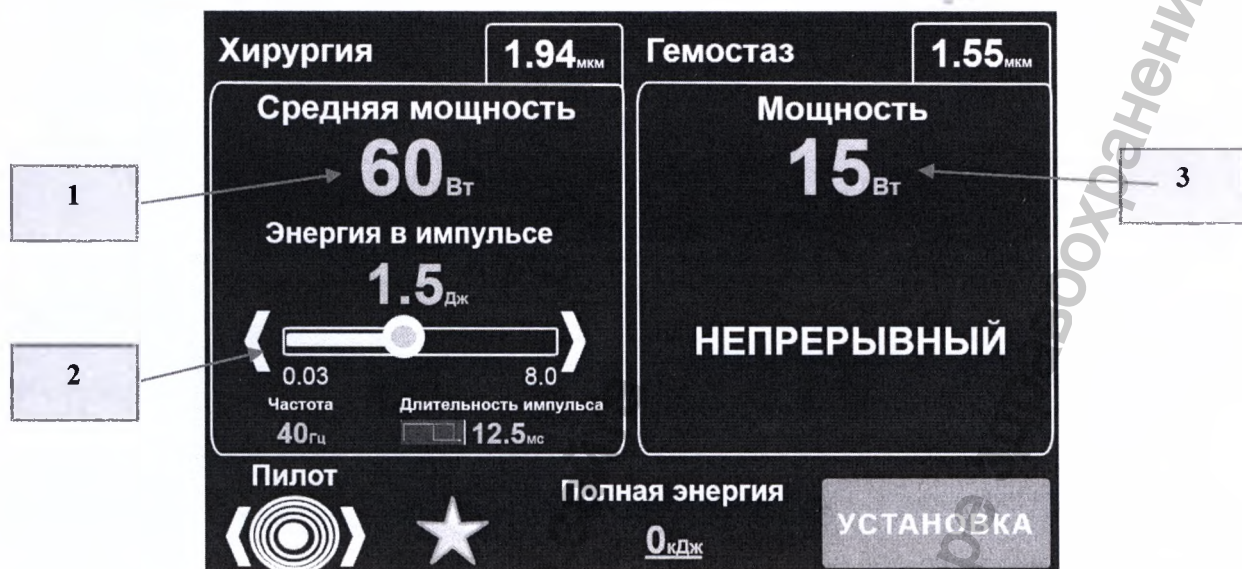 Хирургия 1.94мкм Гемостаз 1.55мкм
Средняя мощность Мощность
1 60Вт 15Вт 3
Энергия в импульсе
1.5Дж
НЕПРЕРЫВНЫЙ
2 0.03 8.0
Частота Длительность импульса
40Гц 12.5мс
Пилот Полная энергия
0кДж УСТАНОВКА